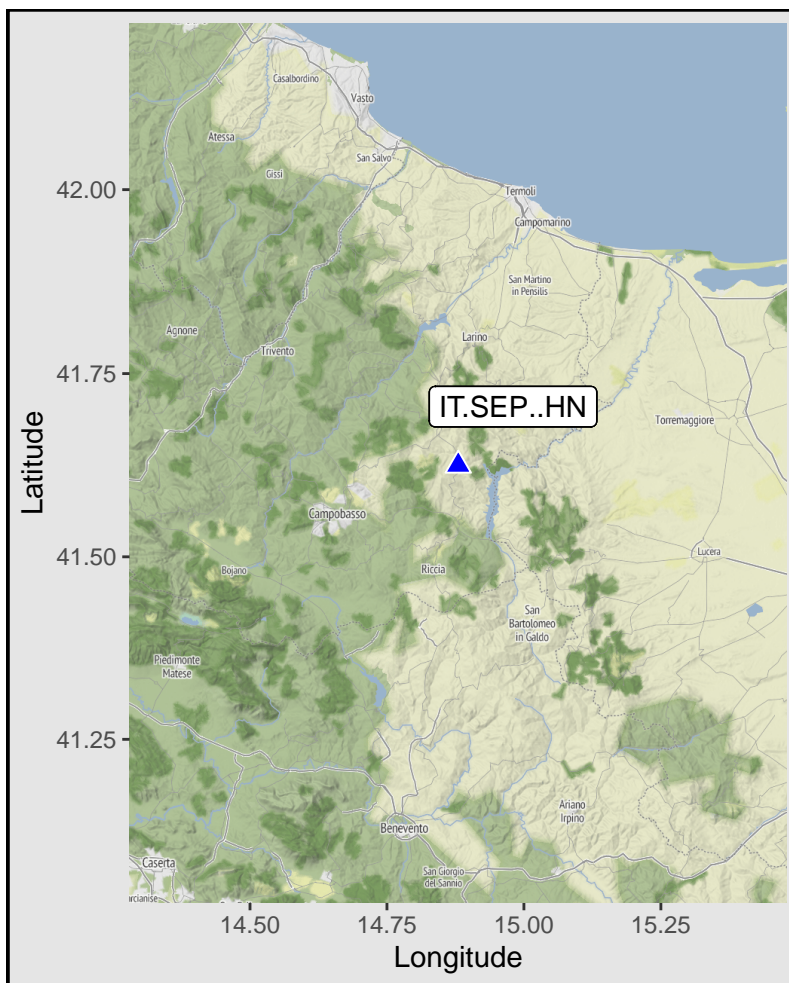 Casalbordino
Vasto
Atessa
San Salvo
Gissi
42.00
Termoli
Campomarino
San Martino
in Pensilis
Agnone
Larino
Trivento
41.75
IT.SEP..HN
Torremaggiore
Latitude
Campobasso
41.50
Lucera
Bojano
Riccia
San
Bartolomeo
in Galdo
Piedimonte
Matese
41.25
Ariano
Irpino
Benevento
Caserta
San Giorgio
del Sannio
arcianise
14.50
14.75
15.00
15.25
Longitude